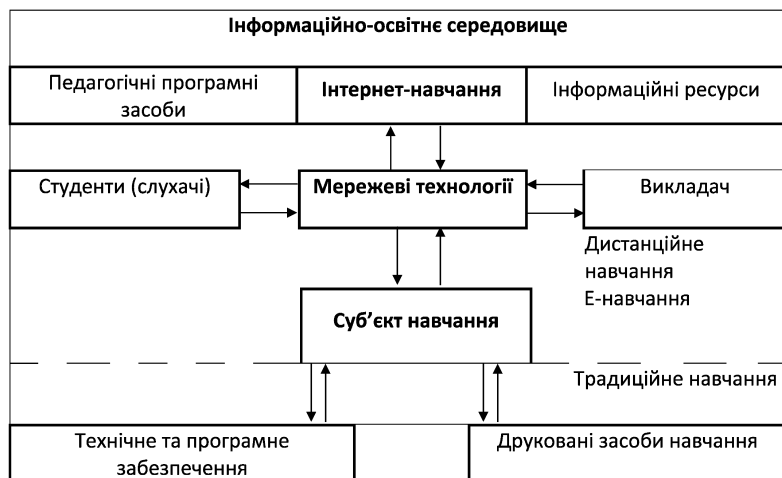 Інформаційно-освітнє середовище
Педагогічні програмні
засоби
Інтернет-навчання
Інформаційні ресурси
Студенти (слухачі)
Мережеві технології
Викладач
Дистанційне
навчання
Е-навчання
Суб’єкт навчання
Традиційне навчання
Технічне та програмне
забезпечення
Друковані засоби навчання